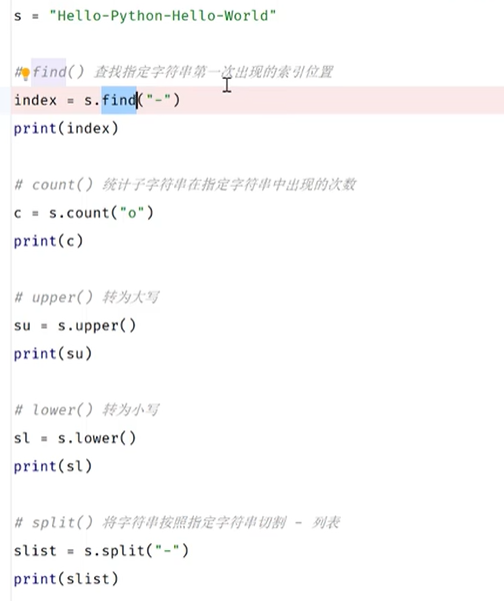 s = "Hello-Python-Hello-World"
# find() 查找指定字符串第一次出现的索引位置
index = s.find("-")
print(index)
# count() 统计子字符串在指定字符串中出现的次数
c = s.count("o")
print(c)
# upper() 转为大写
su = s.upper()
print(su)
# lower() 转为小写
sl = s.lower()
print(sl)
# split() 将字符串按照指定字符串切割 - 列表
slist = s.split("-")
print(slist)